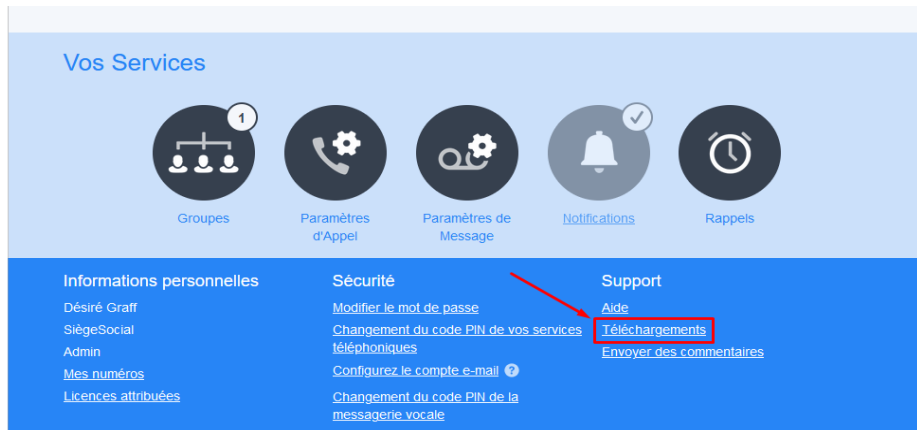 Vos Services
1
Groupes
Paramètres
d'Appel
Paramètres de
Message
Notifications
Rappels
Informations personnelles
Désiré Graff
SiègeSocial
Admin
Mes numéros
Licences attribuées
Sécurité
Modifier le mot de passe
Changement du code PIN de vos services
téléphoniques
Configurez le compte e-mail ?
Changement du code PIN de la
messagerie vocale
Support
Aide
Téléchargements
Envoyer des commentaires